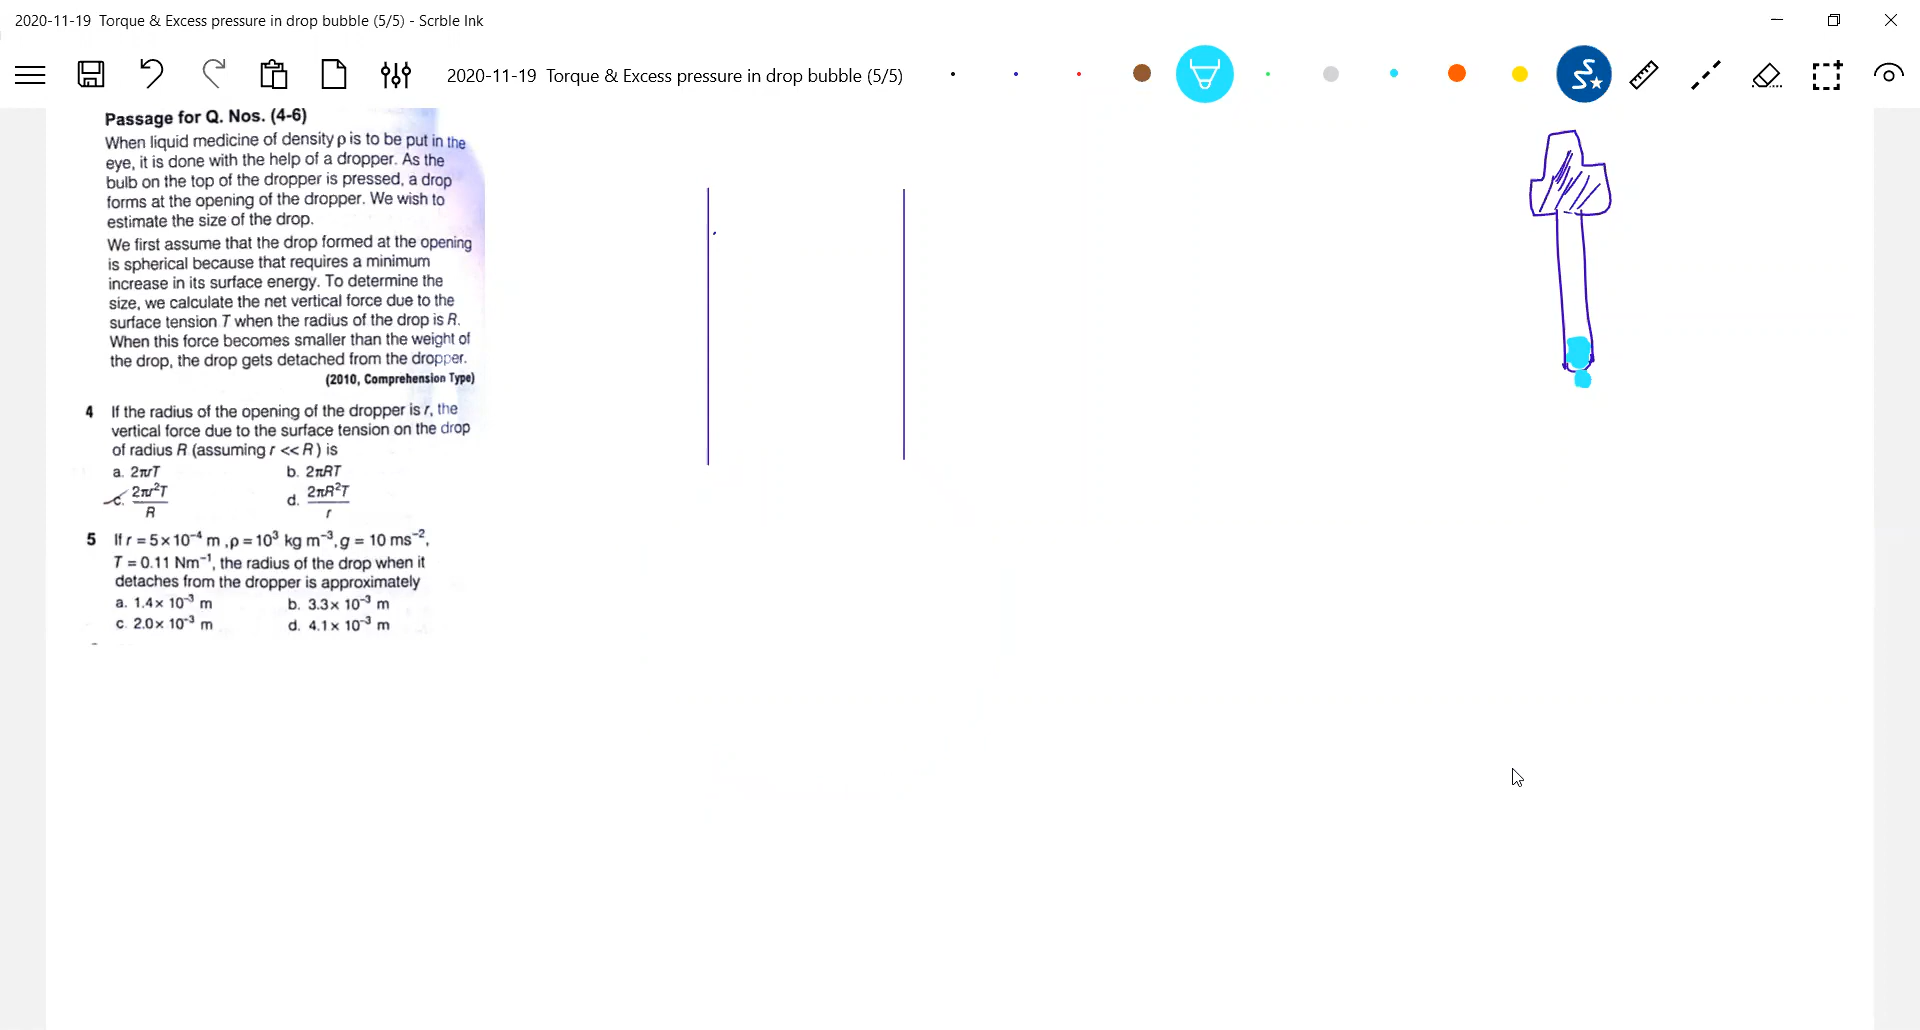 2020-11-19 Torque & Excess pressure in drop bubble (5/5) - Scrble Ink
2020-11-19 Torque & Excess pressure in drop bubble (5/5)
Passage for Q. Nos. (4-6)
When liquid medicine of density ρ is to be put in the
eye, it is done with the help of a dropper. As the
bulb on the top of the dropper is pressed, a drop
forms at the opening of the dropper. We wish to
estimate the size of the drop.
We first assume that the drop formed at the opening
is spherical because that requires a minimum
increase in its surface energy. To determine the
size, we calculate the net vertical force due to the
surface tension T when the radius of the drop is R.
When this force becomes smaller than the weight of
the drop, the drop gets detached from the dropper.
(2010, Comprehension Type)
4 If the radius of the opening of the dropper is r, the
vertical force due to the surface tension on the drop
of radius R (assuming r << R) is
a. 2πrT b. 2πRT
c. 2πr²T/R d. 2πR²T/r
5 If r = 5×10⁻⁴ m, ρ = 10³ kg m⁻³, g = 10 ms⁻²,
T = 0.11 Nm⁻¹, the radius of the drop when it
detaches from the dropper is approximately
a. 1.4× 10⁻³ m b. 3.3× 10⁻³ m
c. 2.0× 10⁻³ m d. 4.1× 10⁻³ m